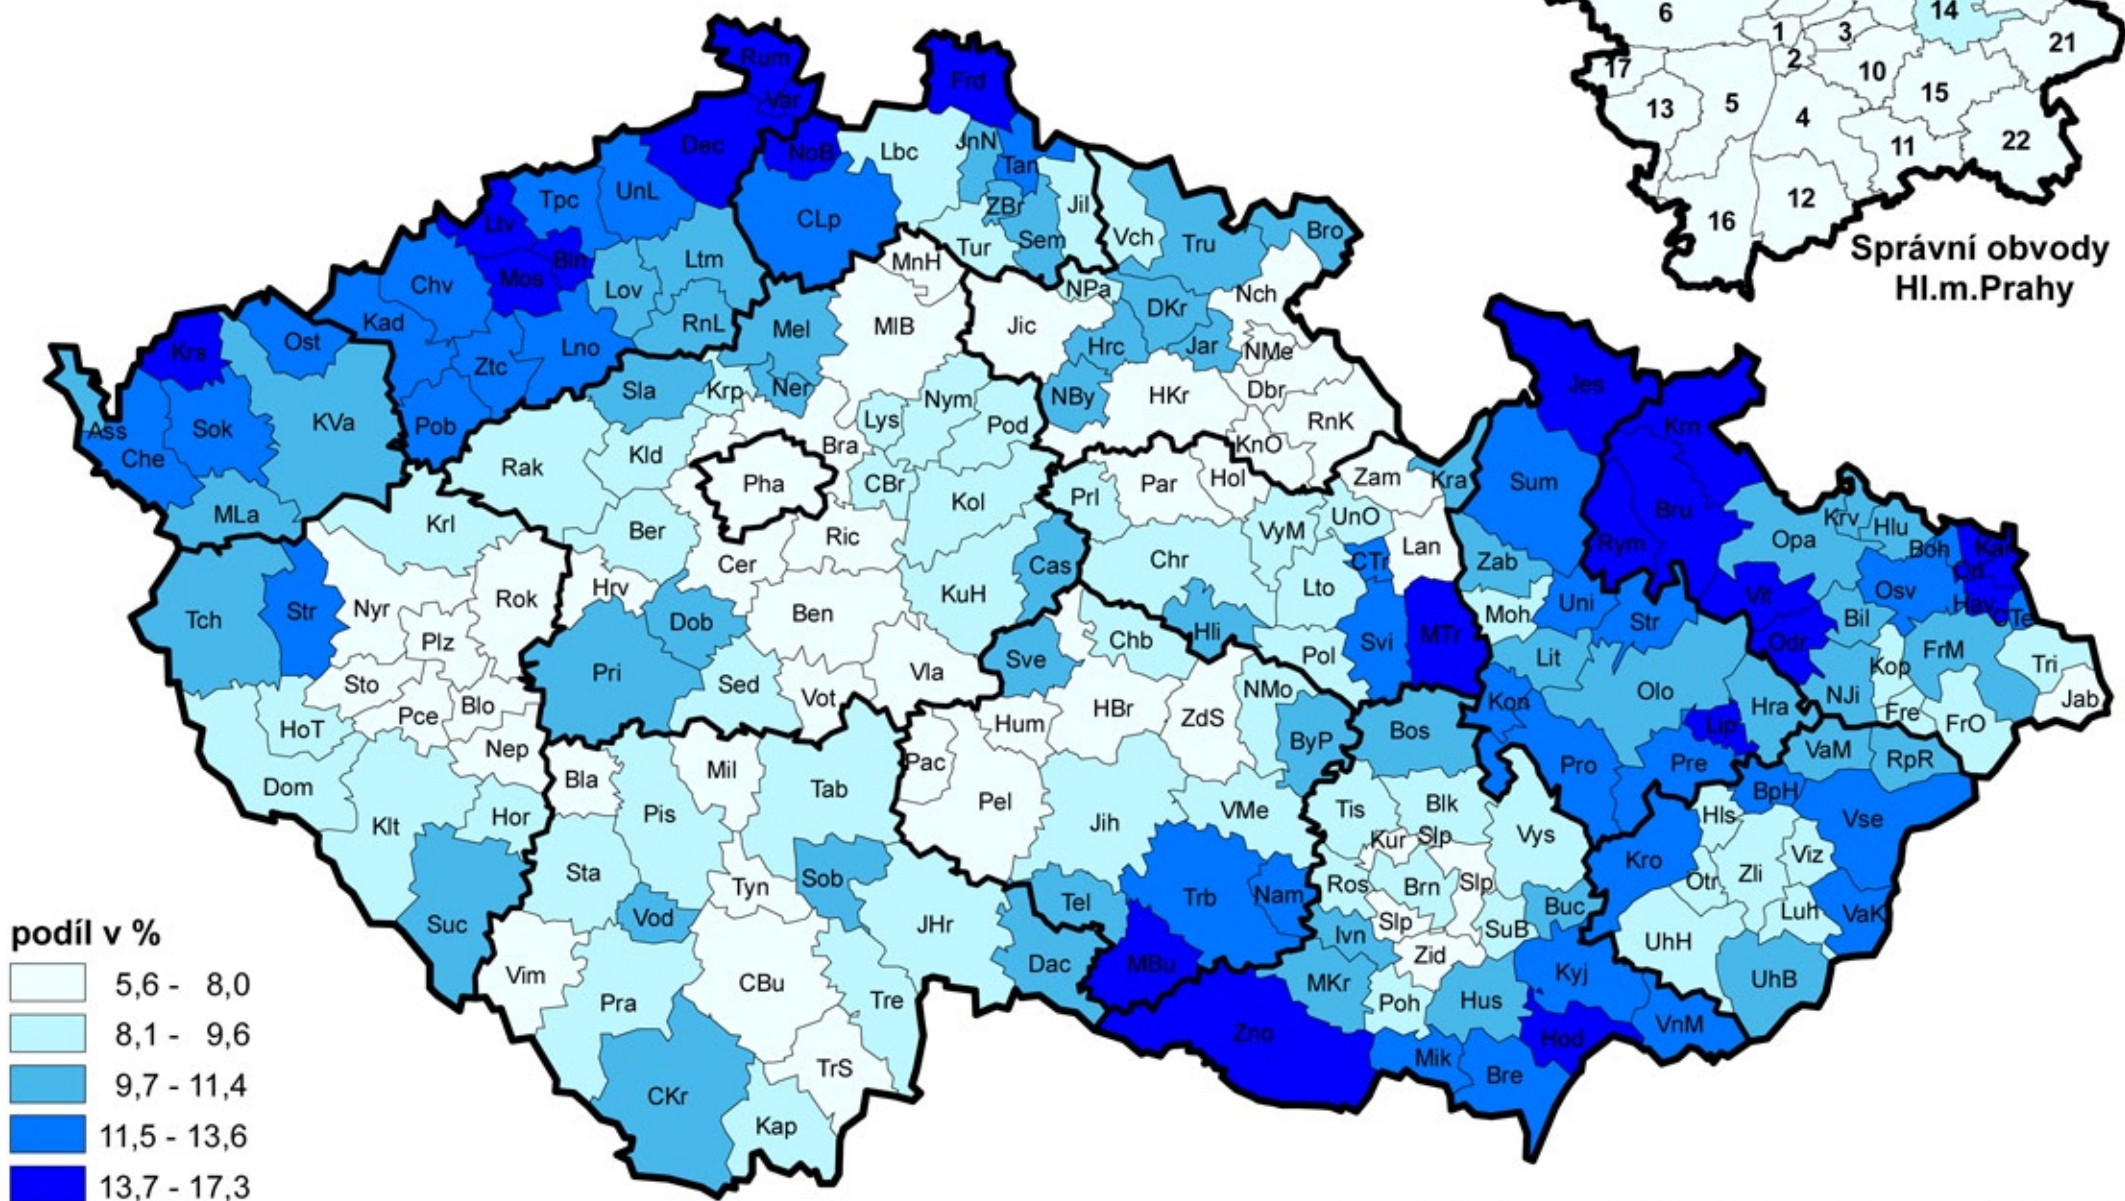 6
14
1
3
21
2
17
10
5
15
13
4
11
22
12
16
Správní obvody
Hl.m.Prahy
Rum
Var
Frd
Dec
NoB
Lbc
JnN
Tan
Tpc
UnL
CLp
ZBr
Jil
Ltv
Bln
Tur
Sem
Vch
Tru
Bro
Chv
Mos
Lov
Ltm
MnH
NPa
Nch
Kad
RnL
Mel
MlB
Jic
DKr
Krs
Ost
Ztc
Lno
Hrc
Jar
NMe
Sla
Krp
Ner
Nym
NBy
HKr
Dbr
Jes
Ass
Sok
KVa
Pob
Lys
Pod
RnK
Krn
Che
Rak
Kld
Bra
KnO
Pha
CBr
Kol
Prl
Par
Hol
Zam
Kra
Sum
MLa
Krl
Ber
Ric
VyM
UnO
Bru
Krv
Hlu
Cer
Cas
Chr
CTr
Lan
Zab
Rym
Opa
Boh
Kar
Orl
Tch
Str
Nyr
Rok
Hrv
KuH
Lto
Uni
Vit
Osv
Hav
CTe
Plz
Dob
Ben
Hli
Moh
Str
Bil
Sto
Pri
Sed
Vla
Sve
Chb
Pol
Svi
MTr
Lit
Odr
FrM
Tri
Pce
Blo
Vot
Hum
HBr
ZdS
NMo
Kon
Olo
Hra
NJi
Kop
Jab
HoT
Nep
Pac
ByP
Bos
Lip
Fre
FrO
Dom
Bla
Mil
Tab
Pel
Pro
Pre
VaM
RpR
Klt
Hor
Pis
Jih
VMe
Tis
Blk
Vys
BpH
Vse
Hls
Kur
Slp
Sta
Tyn
Sob
Trb
Nam
Ros
Brn
Slp
Kro
Otr
Zli
Viz
Suc
Vod
JHr
Tel
Ivn
Slp
SuB
Buc
Luh
VaK
Vim
Pra
CBu
Tre
Dac
MBu
MKr
Zid
UhH
UhB
Poh
Hus
Kyj
VnM
CKr
TrS
Zno
Mik
Bre
Hod
Kap
podíl v %
5,6 - 8,0
8,1 - 9,6
9,7 - 11,4
11,5 - 13,6
13,7 - 17,3